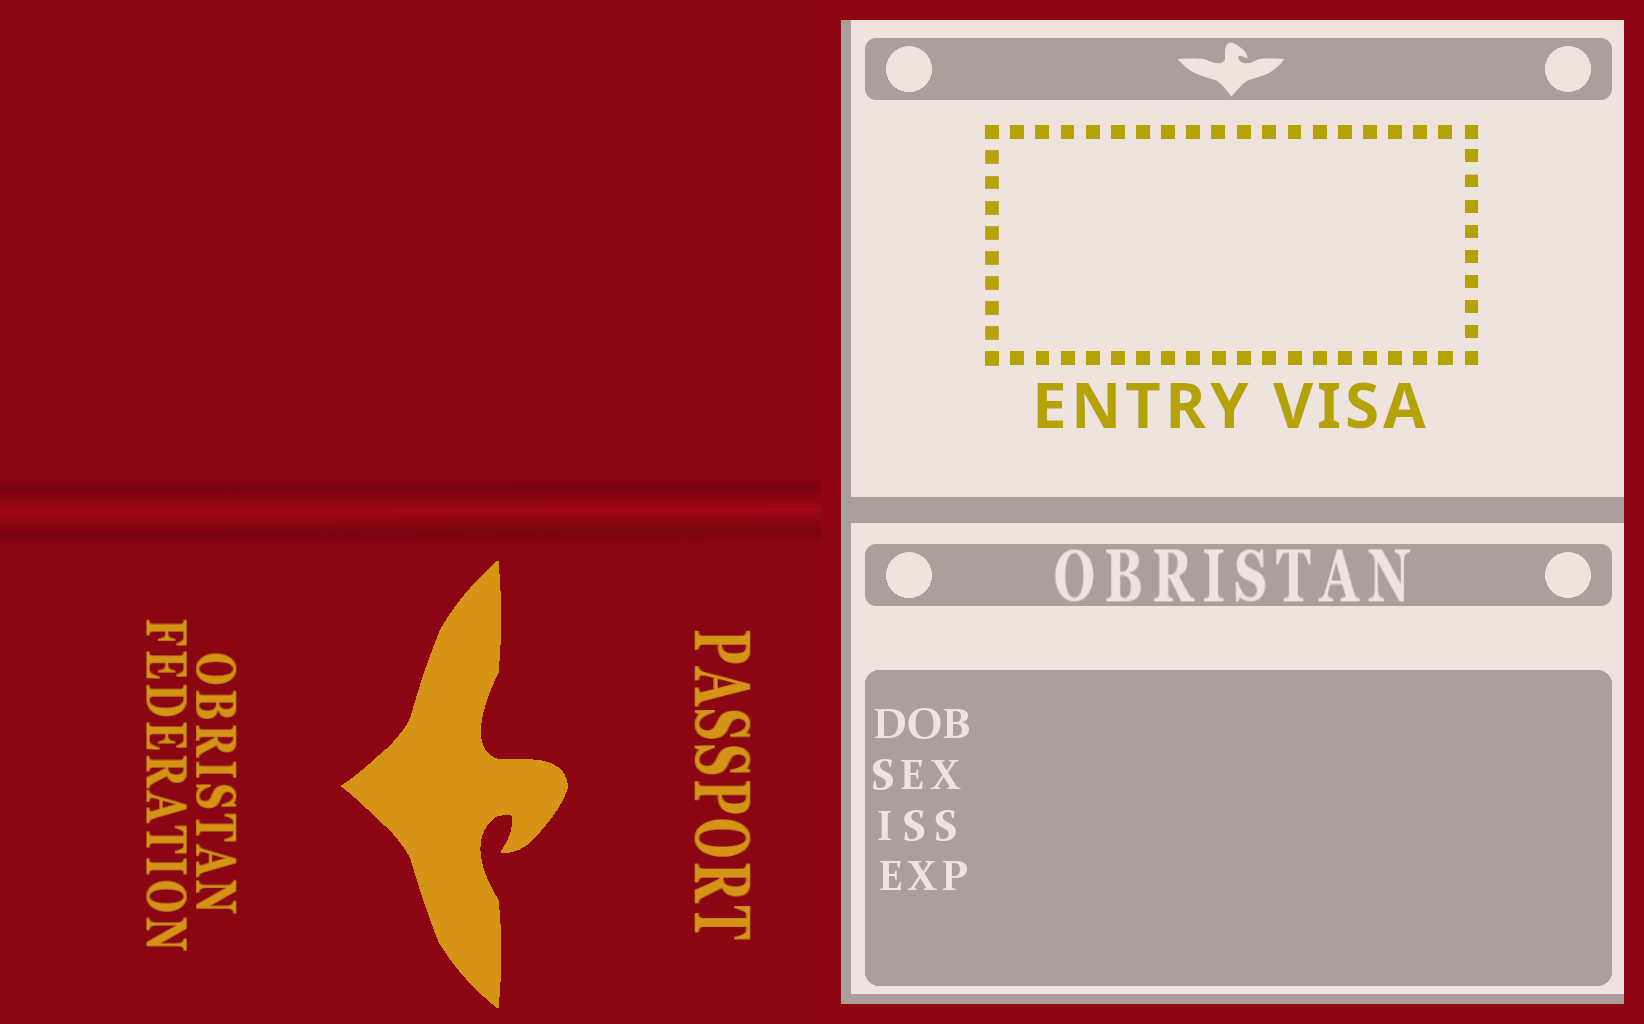 PASSPORT
OBRISTAN
FEDERATION
ENTRY VISA
OBRISTAN
DOB
SEX
ISS
EXP